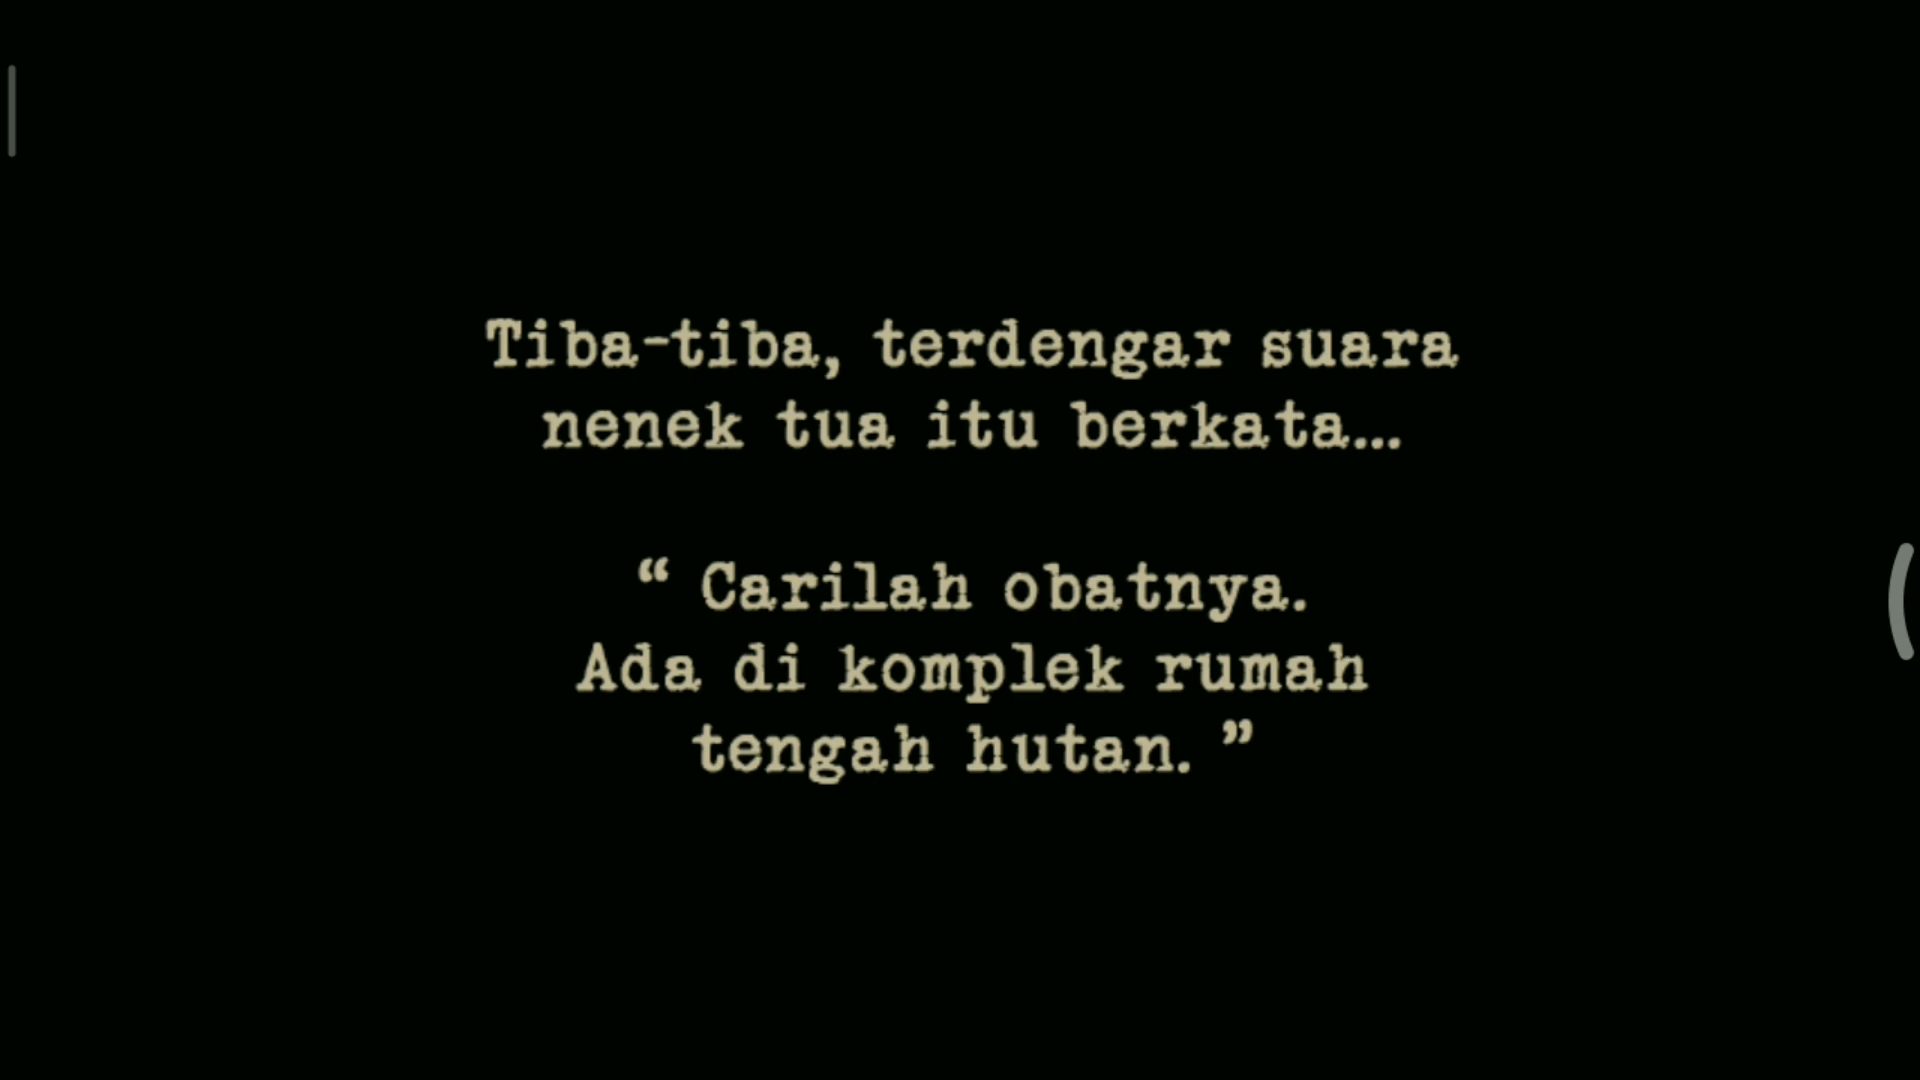 Tiba-tiba, terdengar suara
nenek tua itu berkata...
“ Carilah obatnya.
Ada di komplek rumah
tengah hutan. ”